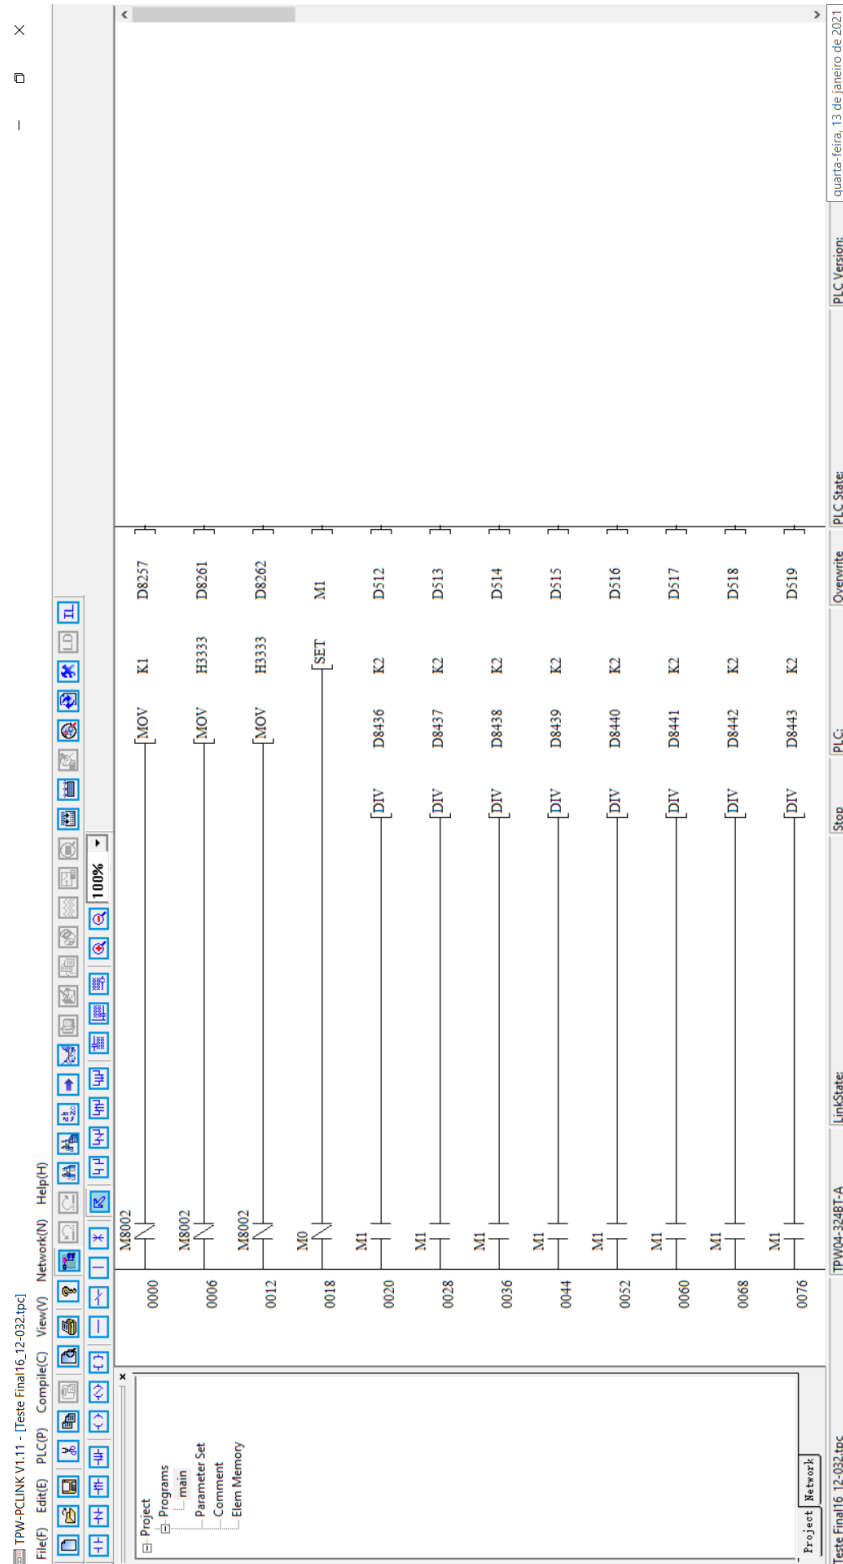 TPW-PCLINK V1.11 - [Teste Final16_12-032.tpc]
File(F) Edit(E) PLC(P) Compile(C) View(V) Network(N) Help(H)
LD IL
100%
Project
Programs
main
Parameter Set
Comment
Elem Memory
Project Network
0000 M8002 MOV K1 D8257
0006 M8002 MOV H3333 D8261
0012 M8002 MOV H3333 D8262
0018 M0 SET M1
0020 M1 DIV D8436 K2 D512
0028 M1 DIV D8437 K2 D513
0036 M1 DIV D8438 K2 D514
0044 M1 DIV D8439 K2 D515
0052 M1 DIV D8440 K2 D516
0060 M1 DIV D8441 K2 D517
0068 M1 DIV D8442 K2 D518
0076 M1 DIV D8443 K2 D519
Teste Final16_12-032.tpc TPW04-324BT-A LinkState: Stop PLC: Overwrite PLC State: PLC Version:
quarta-feira, 13 de janeiro de 2021